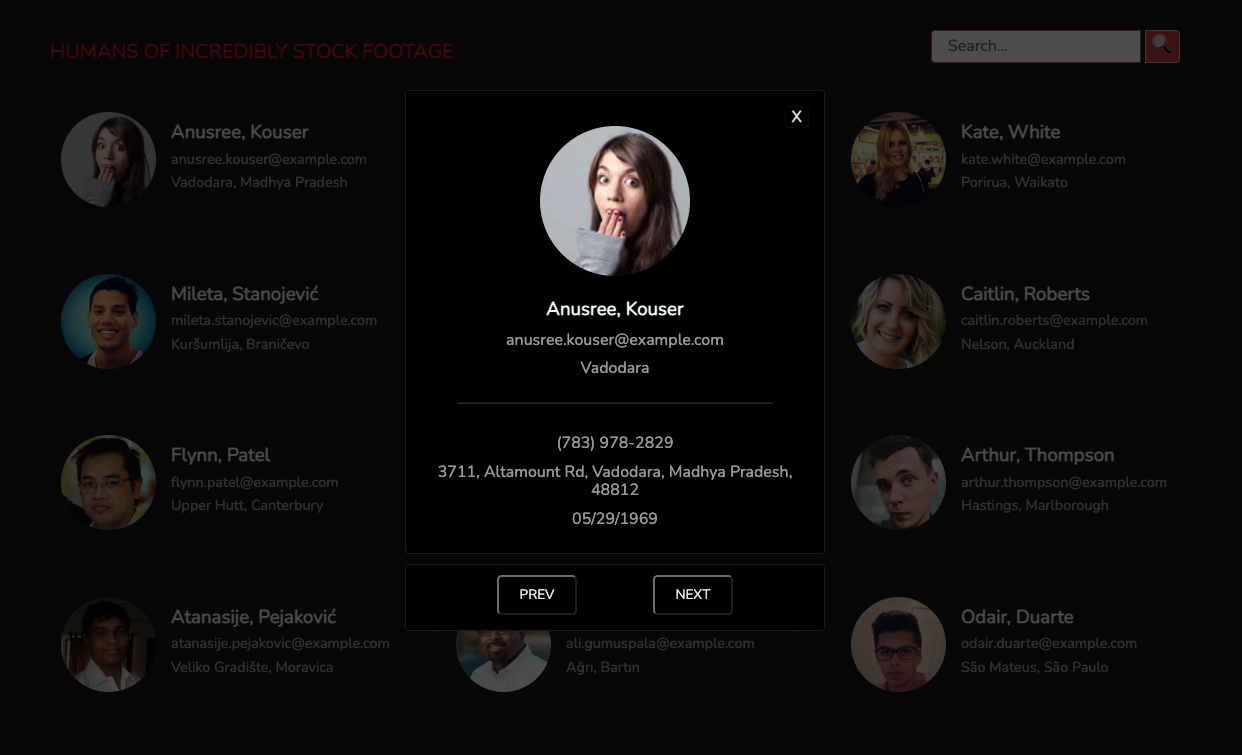 HUMANS OF INCREDIBLY STOCK FOOTAGE
Search...
Anusree, Kouser
anusree.kouser@example.com
Vadodara, Madhya Pradesh
Kate, White
kate.white@example.com
Porirua, Waikato
Mileta, Stanojević
mileta.stanojevic@example.com
Kuršumlija, Braničevo
Caitlin, Roberts
caitlin.roberts@example.com
Nelson, Auckland
Flynn, Patel
flynn.patel@example.com
Upper Hutt, Canterbury
Arthur, Thompson
arthur.thompson@example.com
Hastings, Marlborough
Atanasije, Pejaković
atanasije.pejakovic@example.com
Veliko Gradište, Moravica
ali.gumuspala@example.com
Ağrı, Bartın
Odair, Duarte
odair.duarte@example.com
São Mateus, São Paulo
X
Anusree, Kouser
anusree.kouser@example.com
Vadodara
(783) 978-2829
3711, Altamount Rd, Vadodara, Madhya Pradesh,
48812
05/29/1969
PREV
NEXT